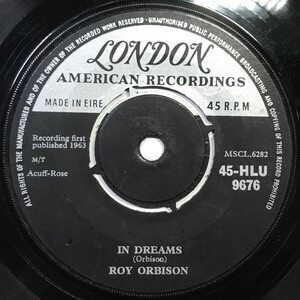 ALL RIGHTS OF THE MANUFACTURER AND OF THE OWNER OF THE RECORDED WORK RESERVED · UNAUTHORISED PUBLIC PERFORMANCE, BROADCASTING AND COPYING OF THIS RECORD PROHIBITED
LONDON
AMERICAN RECORDINGS
MADE IN EIRE
45 R.P.M
Recording first
published 1963
M/T
Acuff-Rose
MSCL.6282
45-HLU
9676
IN DREAMS
(Orbison)
ROY ORBISON